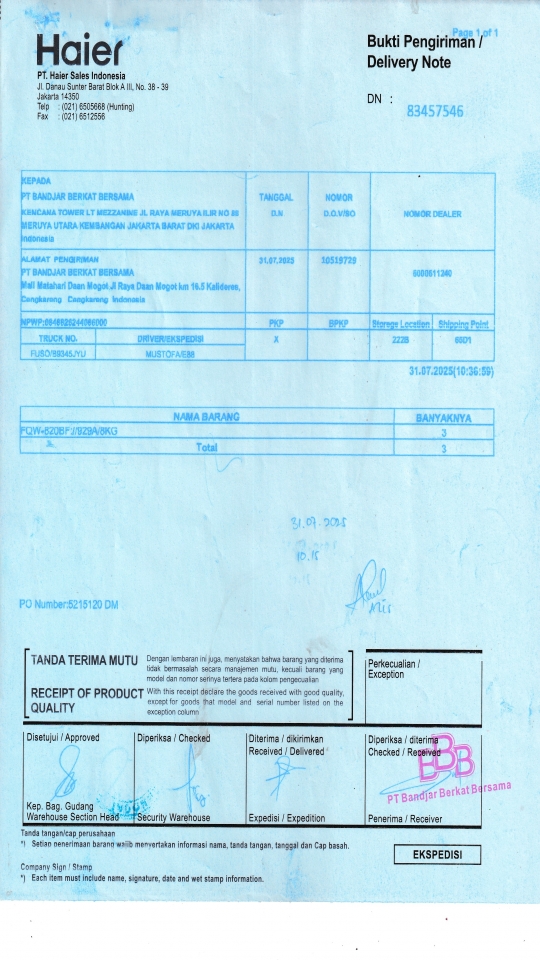 Page 1 of 1
Haier
PT. Haier Sales Indonesia
Jl. Danau Sunter Barat Blok A III, No. 38 - 39
Jakarta 14350
Telp : (021) 6505668 (Hunting)
Fax : (021) 6512556
Bukti Pengiriman /
Delivery Note
DN : 83457546
KEPADA
PT BANDJAR BERKAT BERSAMA
KENCANA TOWER LT MEZZANINE JL RAYA MERUYA ILIR NO 88
MERUYA UTARA KEMBANGAN JAKARTA BARAT DKI JAKARTA
Indonesia
TANGGAL
D.N
NOMOR
D.O.V/SO
NOMOR DEALER
ALAMAT PENGIRIMAN
PT BANDJAR BERKAT BERSAMA
Mall Matahari Daan Mogot Jl Raya Daan Mogot km 16.5 Kalideres,
Cengkareng Cengkareng Indonesia
31.07.2025
10519729
NPWP:
PKP
BPKP
Storage Location
Shipping Point
TRUCK NO.
DRIVER/EKSPEDISI
X
222B
FUSO/B9345JYU
31.07.2025(10:36:59)
NAMA BARANG
BANYAKNYA
3
Total
3
31.07.2025
10.15
PO Number:5215120 DM
TANDA TERIMA MUTU
Dengan lembaran ini juga, menyatakan bahwa barang yang diterima
tidak bermasalah secara manajemen mutu, kecuali barang yang
model dan nomor serinya tertera pada kolom pengecualian
RECEIPT OF PRODUCT
QUALITY
With this receipt declare the goods received with good quality,
except for goods that model and serial number listed on the
exception column
Perkecualian /
Exception
Disetujui / Approved
Diperiksa / Checked
Diterima / dikirimkan
Received / Delivered
Diperiksa / diterima
Checked / Received
BBB
PT Bandjar Berkat Bersama
Kep. Bag. Gudang
Warehouse Section Head
Security Warehouse
Expedisi / Expedition
Penerima / Receiver
Tanda tangan/cap perusahaan
*) Setian penerimaan barang wajib menyertakan informasi nama, tanda tangan, tanggal dan Cap basah.
EKSPEDISI
Company Sign / Stamp
*) Each item must include name, signature, date and wet stamp information.